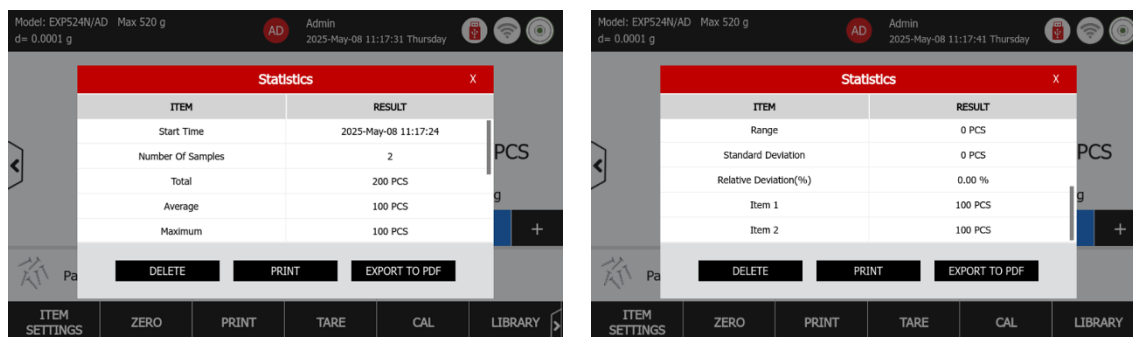 Model: EXP524N/AD Max 520 g
d= 0.0001 g
AD
Admin
2025-May-08 11:17:31 Thursday
Statistics
X
ITEM RESULT
Start Time 2025-May-08 11:17:24
Number Of Samples 2
Total 200 PCS
Average 100 PCS
Maximum 100 PCS
PCS
g
+
DELETE PRINT EXPORT TO PDF
Pa
ITEM SETTINGS ZERO PRINT TARE CAL LIBRARY
Model: EXP524N/AD Max 520 g
d= 0.0001 g
AD
Admin
2025-May-08 11:17:41 Thursday
Statistics
X
ITEM RESULT
Range 0 PCS
Standard Deviation 0 PCS
Relative Deviation(%) 0.00 %
Item 1 100 PCS
Item 2 100 PCS
PCS
g
+
DELETE PRINT EXPORT TO PDF
Pa
ITEM SETTINGS ZERO PRINT TARE CAL LIBRARY